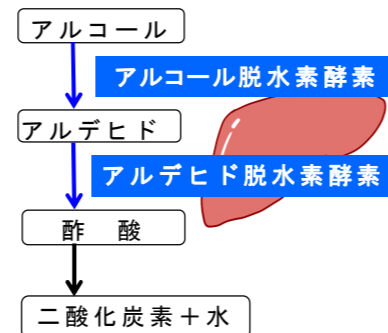 アルコール
アルコール脱水素酵素
アルデヒド
アルデヒド脱水素酵素
酢　酸
二酸化炭素＋水